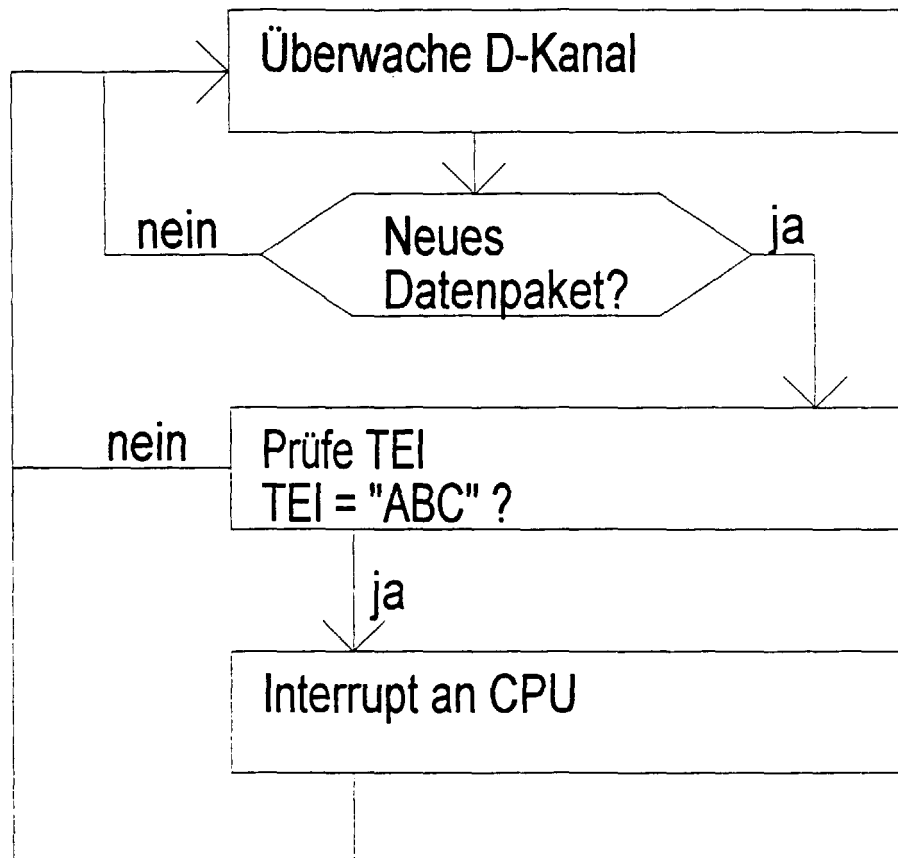 Überwache D-Kanal
nein
Neues
Datenpaket?
ja
nein
Prüfe TEI
TEI = "ABC" ?
ja
Interrupt an CPU